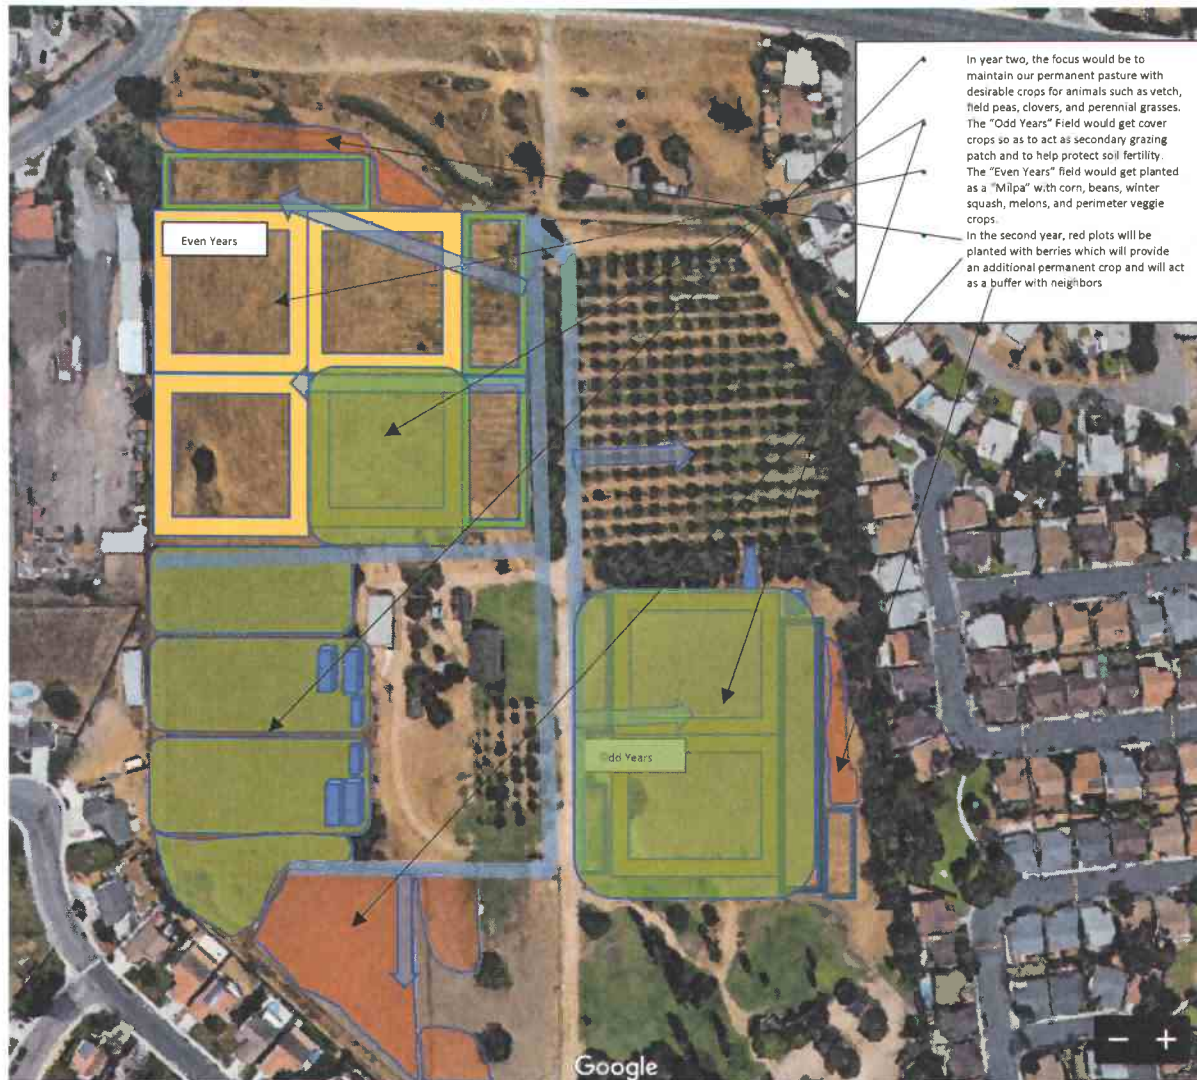 In year two, the focus would be to
maintain our permanent pasture with
desirable crops for animals such as vetch,
field peas, clovers, and perennial grasses.
The "Odd Years" Field would get cover
crops so as to act as secondary grazing
patch and to help protect soil fertility.
The "Even Years" field would get planted
as a "Milpa" with corn, beans, winter
squash, melons, and perimeter veggie
crops.
In the second year, red plots will be
planted with berries which will provide
an additional permanent crop and will act
as a buffer with neighbors
Even Years
Odd Years
Google